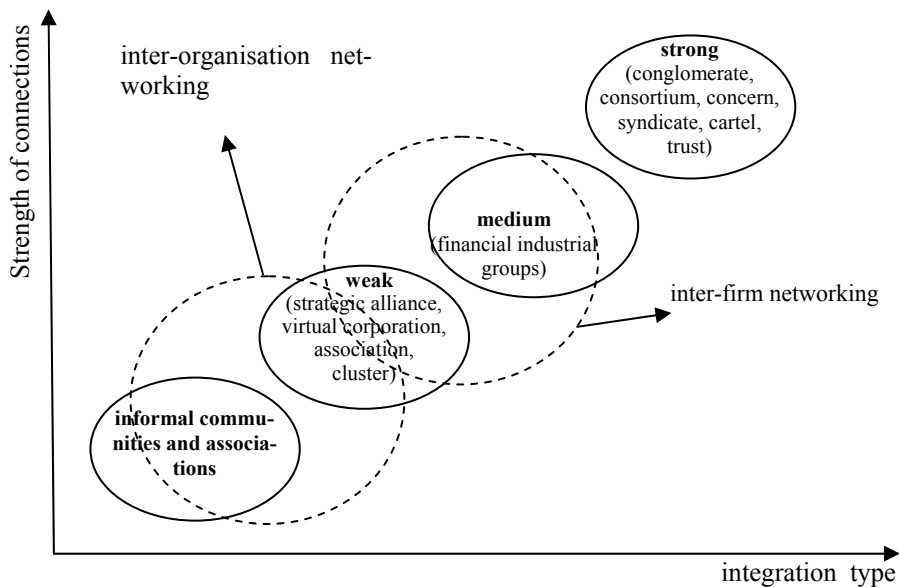 Strength of connections
inter-organisation net-
working
strong
(conglomerate,
consortium, concern,
syndicate, cartel,
trust)
medium
(financial industrial
groups)
inter-firm networking
weak
(strategic alliance,
virtual corporation,
association,
cluster)
informal commu-
nities and associa-
tions
integration type